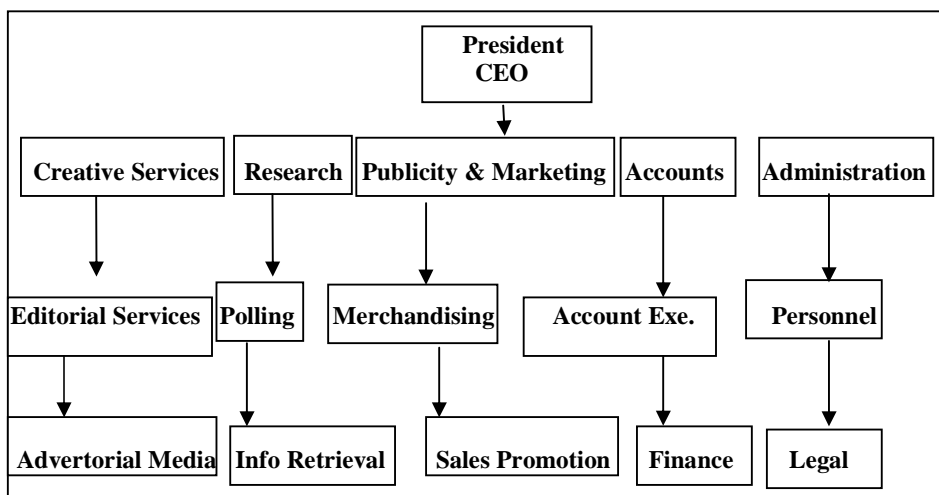 President
CEO
Creative Services
Research
Publicity & Marketing
Accounts
Administration
Editorial Services
Polling
Merchandising
Account Exe.
Personnel
Advertorial Media
Info Retrieval
Sales Promotion
Finance
Legal